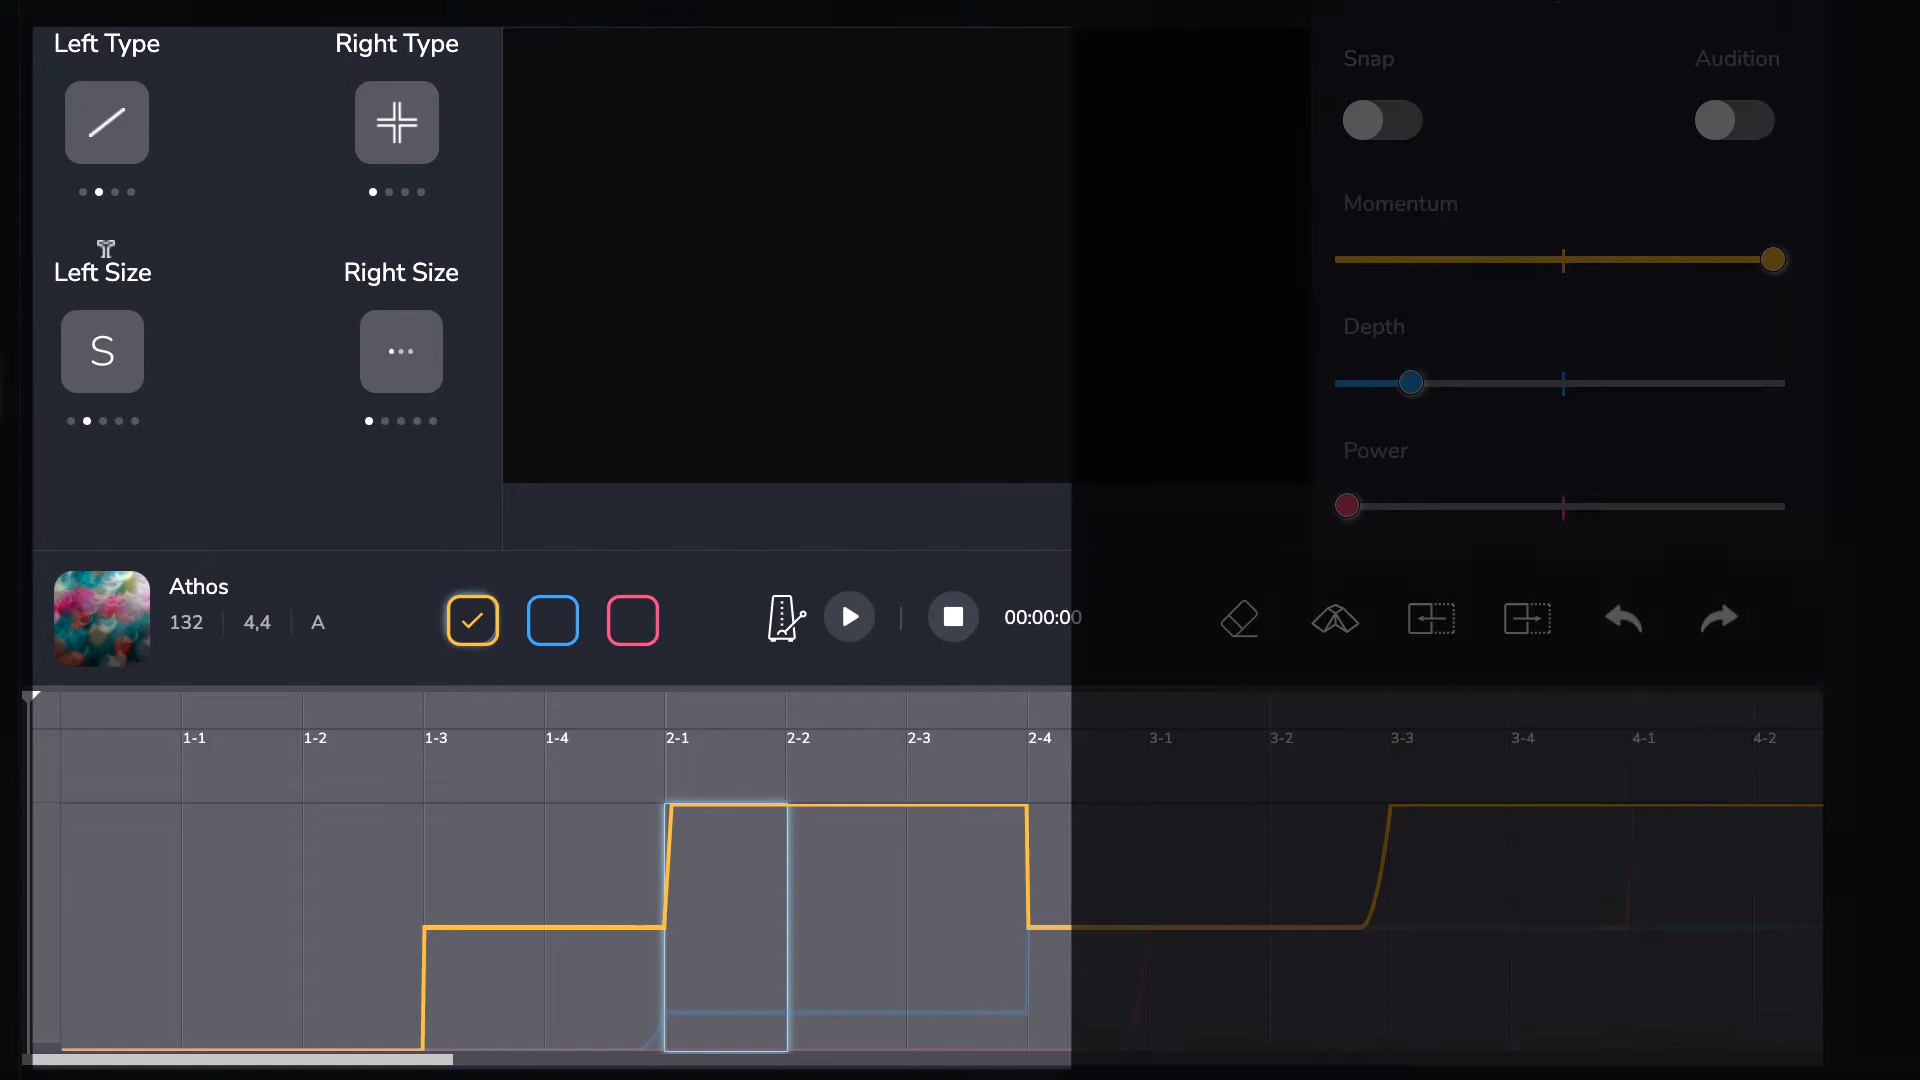 Left Type
Right Type
Snap
Audition
Momentum
Left Size
Right Size
S
Depth
Power
Athos
132
4,4
A
00:00:00
1-1
1-2
1-3
1-4
2-1
2-2
2-3
2-4
3-1
3-2
3-3
3-4
4-1
4-2